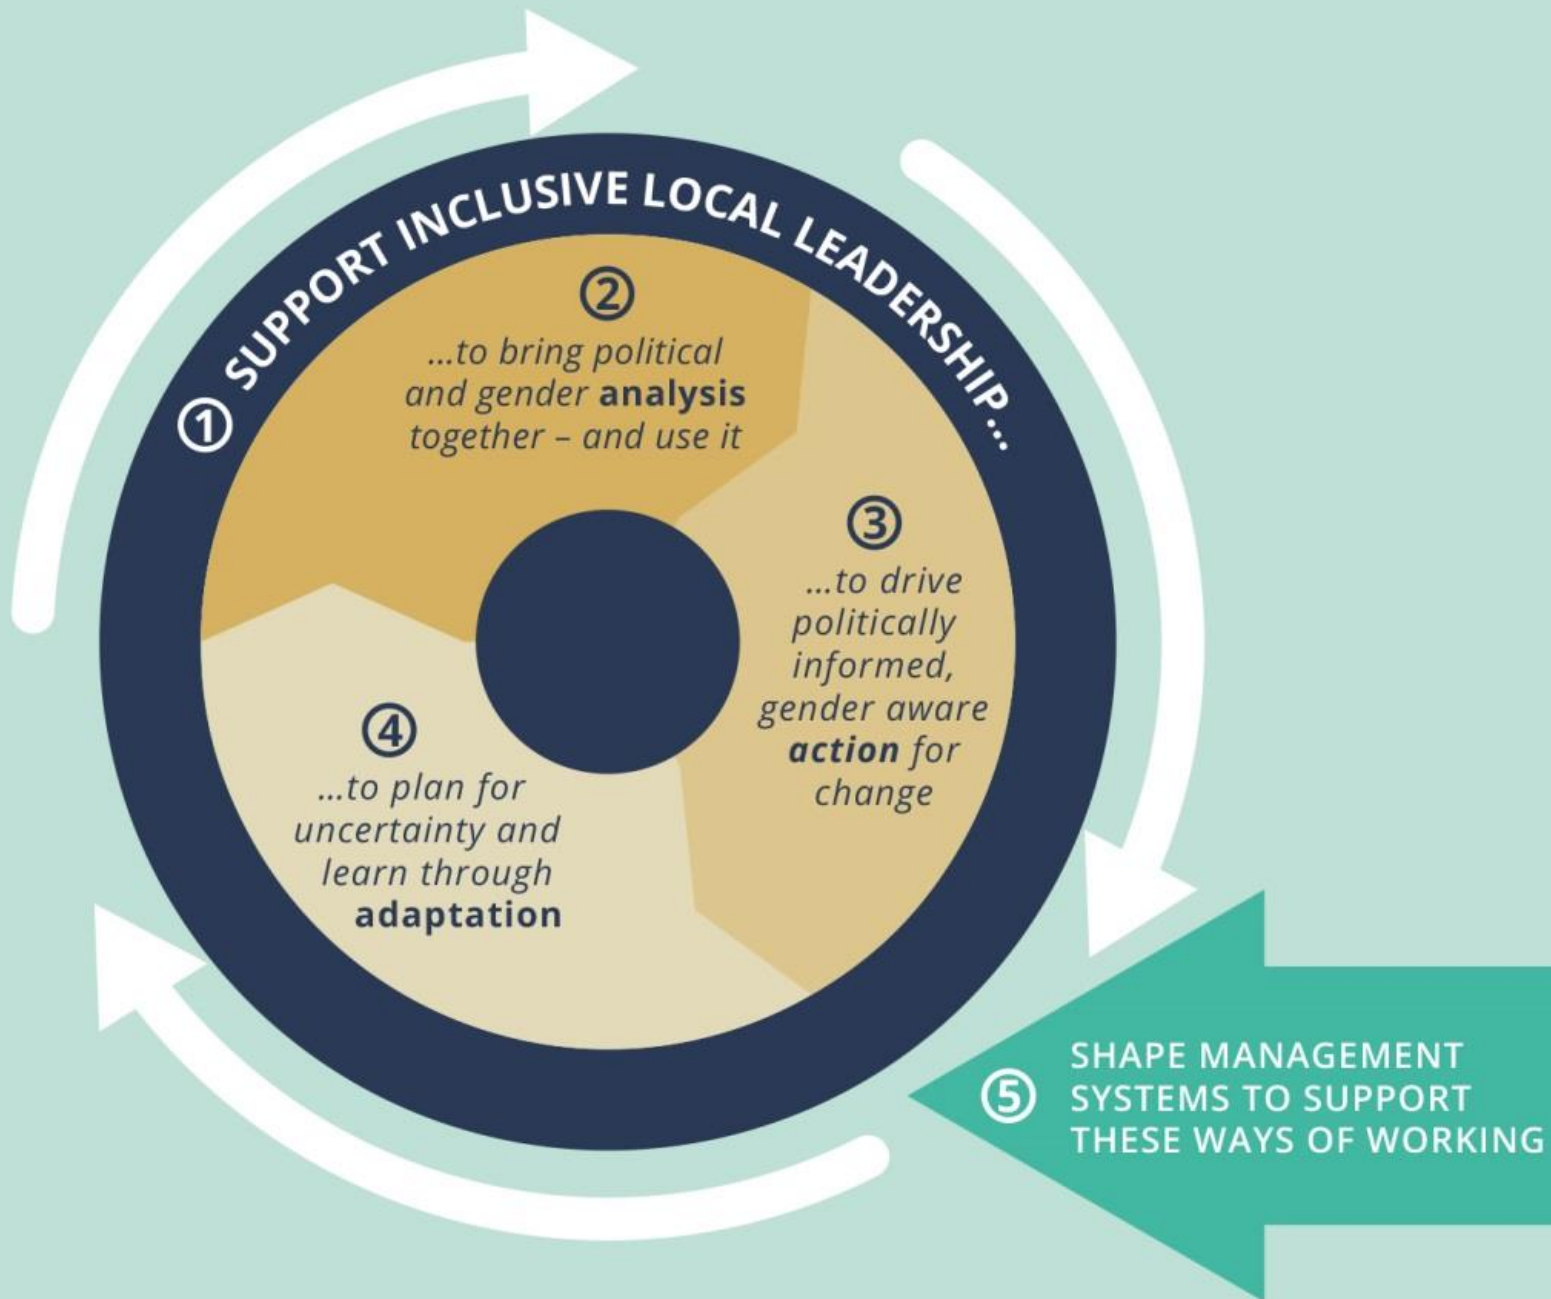 ① SUPPORT INCLUSIVE LOCAL LEADERSHIP...
②
...to bring political
and gender analysis
together – and use it
③
...to drive
politically
informed,
gender aware
action for
change
④
...to plan for
uncertainty and
learn through
adaptation
⑤
SHAPE MANAGEMENT
SYSTEMS TO SUPPORT
THESE WAYS OF WORKING